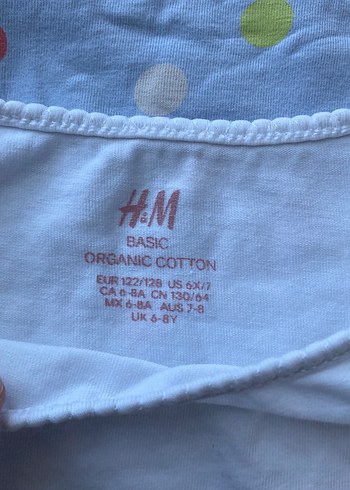 H&M
BASIC
ORGANIC COTTON
EUR 122/128 US 6X/7
CA 6-8A CN 130/64
MX 6-8A AUS 7-8
UK 6-8Y